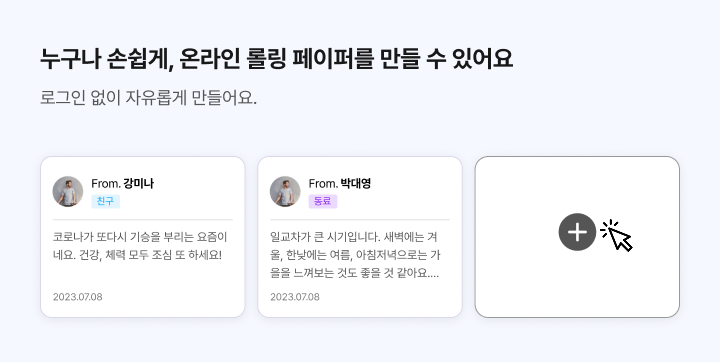 누구나 손쉽게, 온라인 롤링 페이퍼를 만들 수 있어요
로그인 없이 자유롭게 만들어요.
From. 강미나
친구
코로나가 또다시 기승을 부리는 요즘이
네요. 건강, 체력 모두 조심 또 하세요!
2023.07.08
From. 박대영
동료
일교차가 큰 시기입니다. 새벽에는 겨
울, 한낮에는 여름, 아침저녁으로는 가
을을 느껴보는 것도 좋을 것 같아요....
2023.07.08